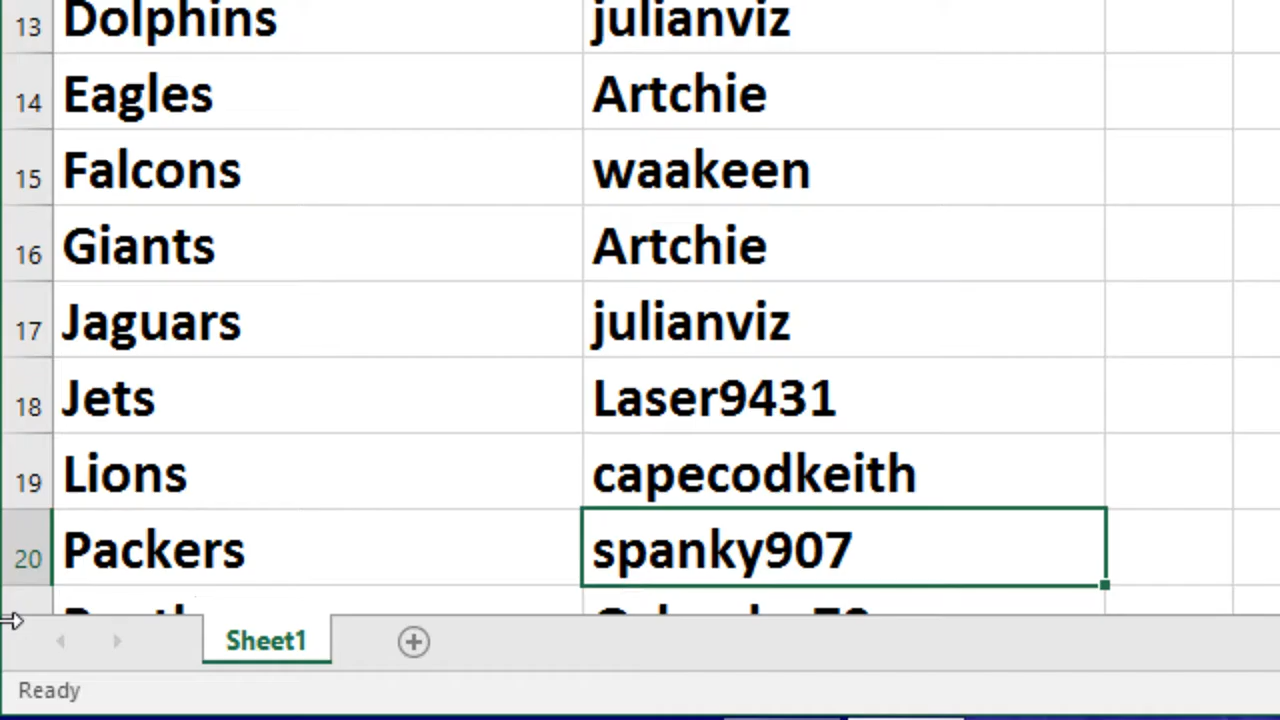 13 Dolphins julianviz
14 Eagles Artchie
15 Falcons waakeen
16 Giants Artchie
17 Jaguars julianviz
18 Jets Laser9431
19 Lions capecodkeith
20 Packers spanky907
Sheet1
Ready